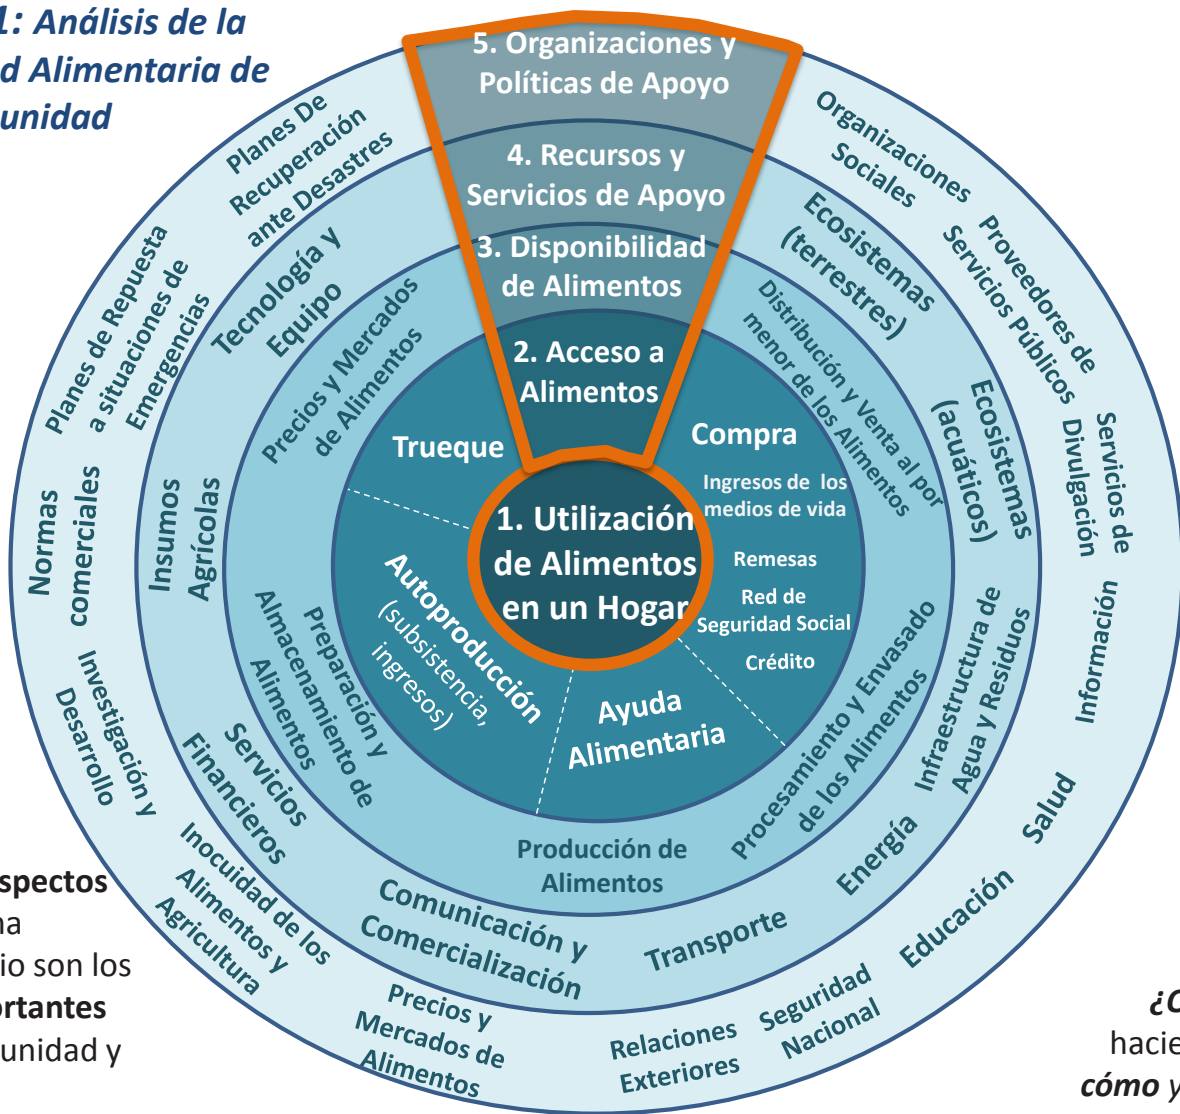 1: Análisis de la
d Alimentaria de
unidad
5. Organizaciones y
Políticas de Apoyo
4. Recursos y
Servicios de Apoyo
3. Disponibilidad
de Alimentos
2. Acceso a
Alimentos
1. Utilización
de Alimentos
en un Hogar
Trueque
Compra
Ingresos de los
medios de vida
Remesas
Red de
Seguridad Social
Crédito
Ayuda
Alimentaria
Autoproducción
(subsistencia,
ingresos)
Precios y Mercados
de Alimentos
Distribución y Venta al por
menor de los Alimentos
Procesamiento y Envasado
de los Alimentos
Producción de
Alimentos
Preparación y
Almacenamiento de
Alimentos
Tecnología y
Equipo
Ecosistemas
(terrestres)
Ecosistemas
(acuáticos)
Infraestructura de
Agua y Residuos
Energía
Transporte
Comunicación y
Comercialización
Servicios
Financieros
Insumos
Agrícolas
Planes De
Recuperación
ante Desastres
Organizaciones
Sociales
Proveedores de
Servicios Públicos
Servicios de
Divulgación
Información
Salud
Educación
Seguridad
Nacional
Relaciones
Exteriores
Precios y
Mercados de
Alimentos
Inocuidad de los
Alimentos y
Agricultura
Investigación y
Desarrollo
Normas
comerciales
Planes de Repuesta
a situaciones de
Emergencias
spectos
na
io son los
ortantes
unidad y
¿C
hacie
cómo y